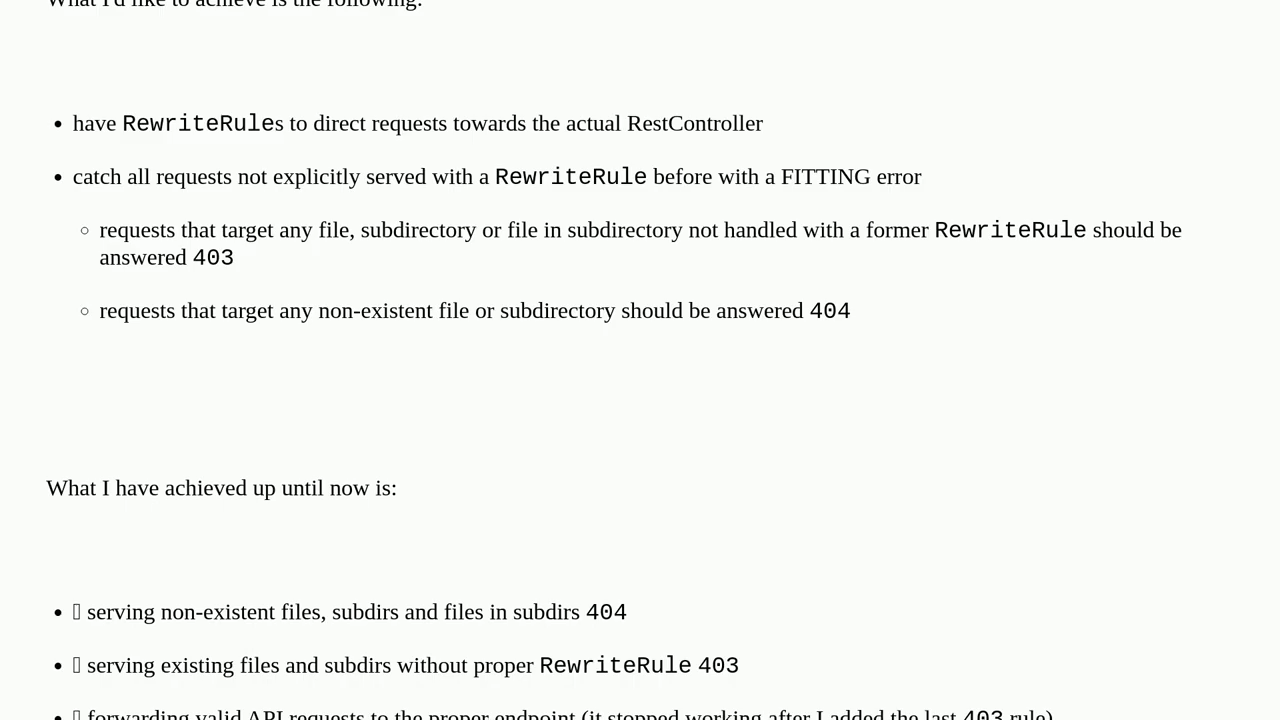 What I'd like to achieve is the following:
• have RewriteRules to direct requests towards the actual RestController
• catch all requests not explicitly served with a RewriteRule before with a FITTING error
◦ requests that target any file, subdirectory or file in subdirectory not handled with a former RewriteRule should be
answered 403
◦ requests that target any non-existent file or subdirectory should be answered 404
What I have achieved up until now is:
• serving non-existent files, subdirs and files in subdirs 404
• serving existing files and subdirs without proper RewriteRule 403
• forwarding valid API requests to the proper endpoint (it stopped working after I added the last 403 rule)